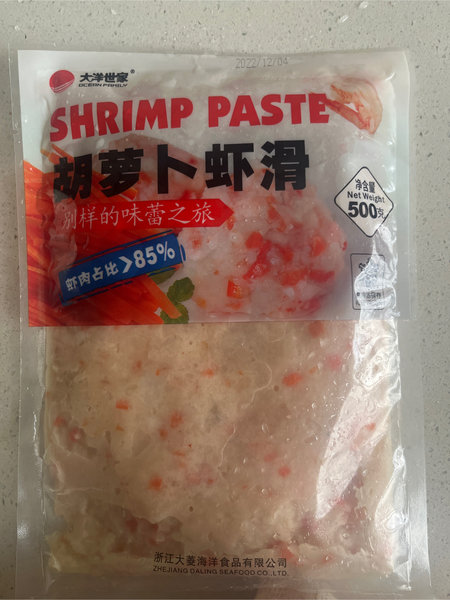 2022/12/04
大洋世家®
OCEAN FAMILY
SHRIMP PASTE
胡萝卜虾滑
别样的味蕾之旅
虾肉占比>85%
净含量
Net Weight
500克
浙江大菱海洋食品有限公司
ZHEJIANG DALING SEAFOOD CO.,LTD.